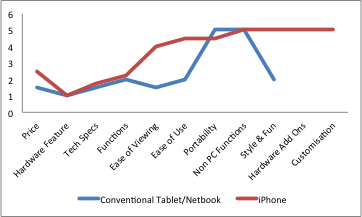 6
5
4
3
2
1
0
Price
Hardware Feature
Tech Specs
Functions
Ease of Viewing
Ease of Use
Portability
Non PC Functions
Style & Fun
Hardware Add Ons
Customisation
Conventional Tablet/Netbook
iPhone